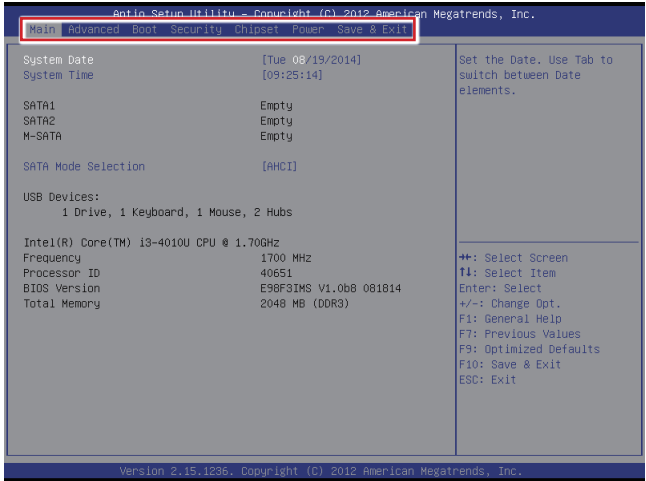 Aptio Setup Utility – Copyright (C) 2012 American Megatrends, Inc.
Main Advanced Boot Security Chipset Power Save & Exit
System Date [Tue 08/19/2014]
System Time [09:25:14]
SATA1 Empty
SATA2 Empty
M-SATA Empty
SATA Mode Selection [AHCI]
USB Devices:
1 Drive, 1 Keyboard, 1 Mouse, 2 Hubs
Intel(R) Core(TM) i3-4010U CPU @ 1.70GHz
Frequency 1700 MHz
Processor ID 40651
BIOS Version E98F3IMS V1.0b8 081814
Total Memory 2048 MB (DDR3)
Set the Date. Use Tab to
switch between Date
elements.
→←: Select Screen
↑↓: Select Item
Enter: Select
+/-: Change Opt.
F1: General Help
F7: Previous Values
F9: Optimized Defaults
F10: Save & Exit
ESC: Exit
Version 2.15.1236. Copyright (C) 2012 American Megatrends, Inc.